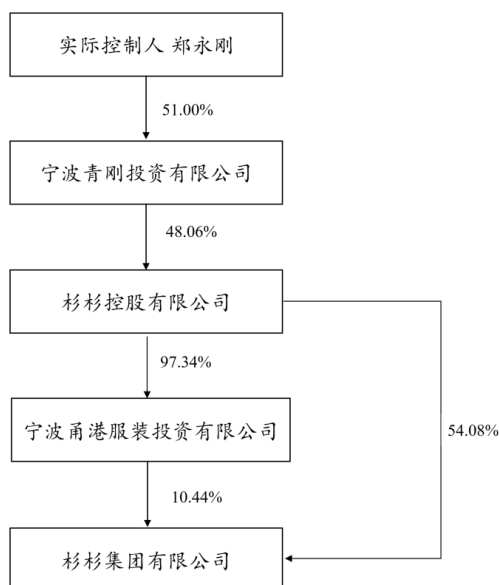 实际控制人 郑永刚
51.00%
宁波青刚投资有限公司
48.06%
杉杉控股有限公司
97.34%
宁波甬港服装投资有限公司
54.08%
10.44%
杉杉集团有限公司